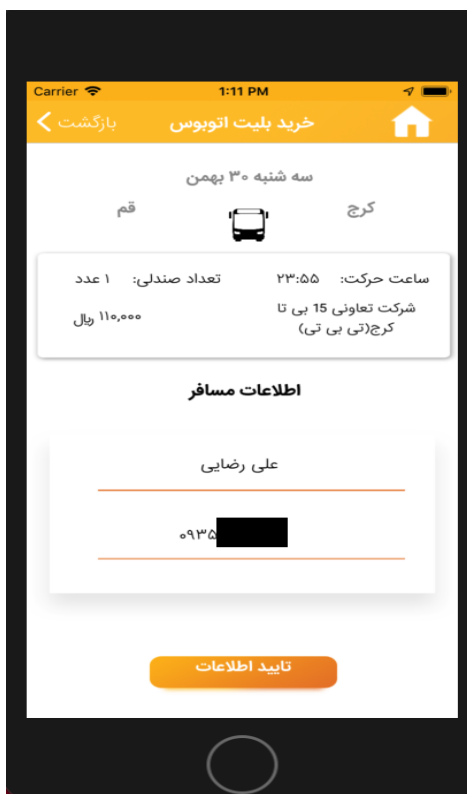 Carrier 1:11 PM
خرید بلیت اتوبوس بازگشت
سه شنبه ۳۰ بهمن
کرج قم
ساعت حرکت: ۲۳:۵۵ تعداد صندلی: ۱ عدد
شرکت تعاونی 15 بی تا ۱۱۰,۰۰۰ ریال
کرج(تی بی تی)
اطلاعات مسافر
علی رضایی
۰۹۳۵
تایید اطلاعات